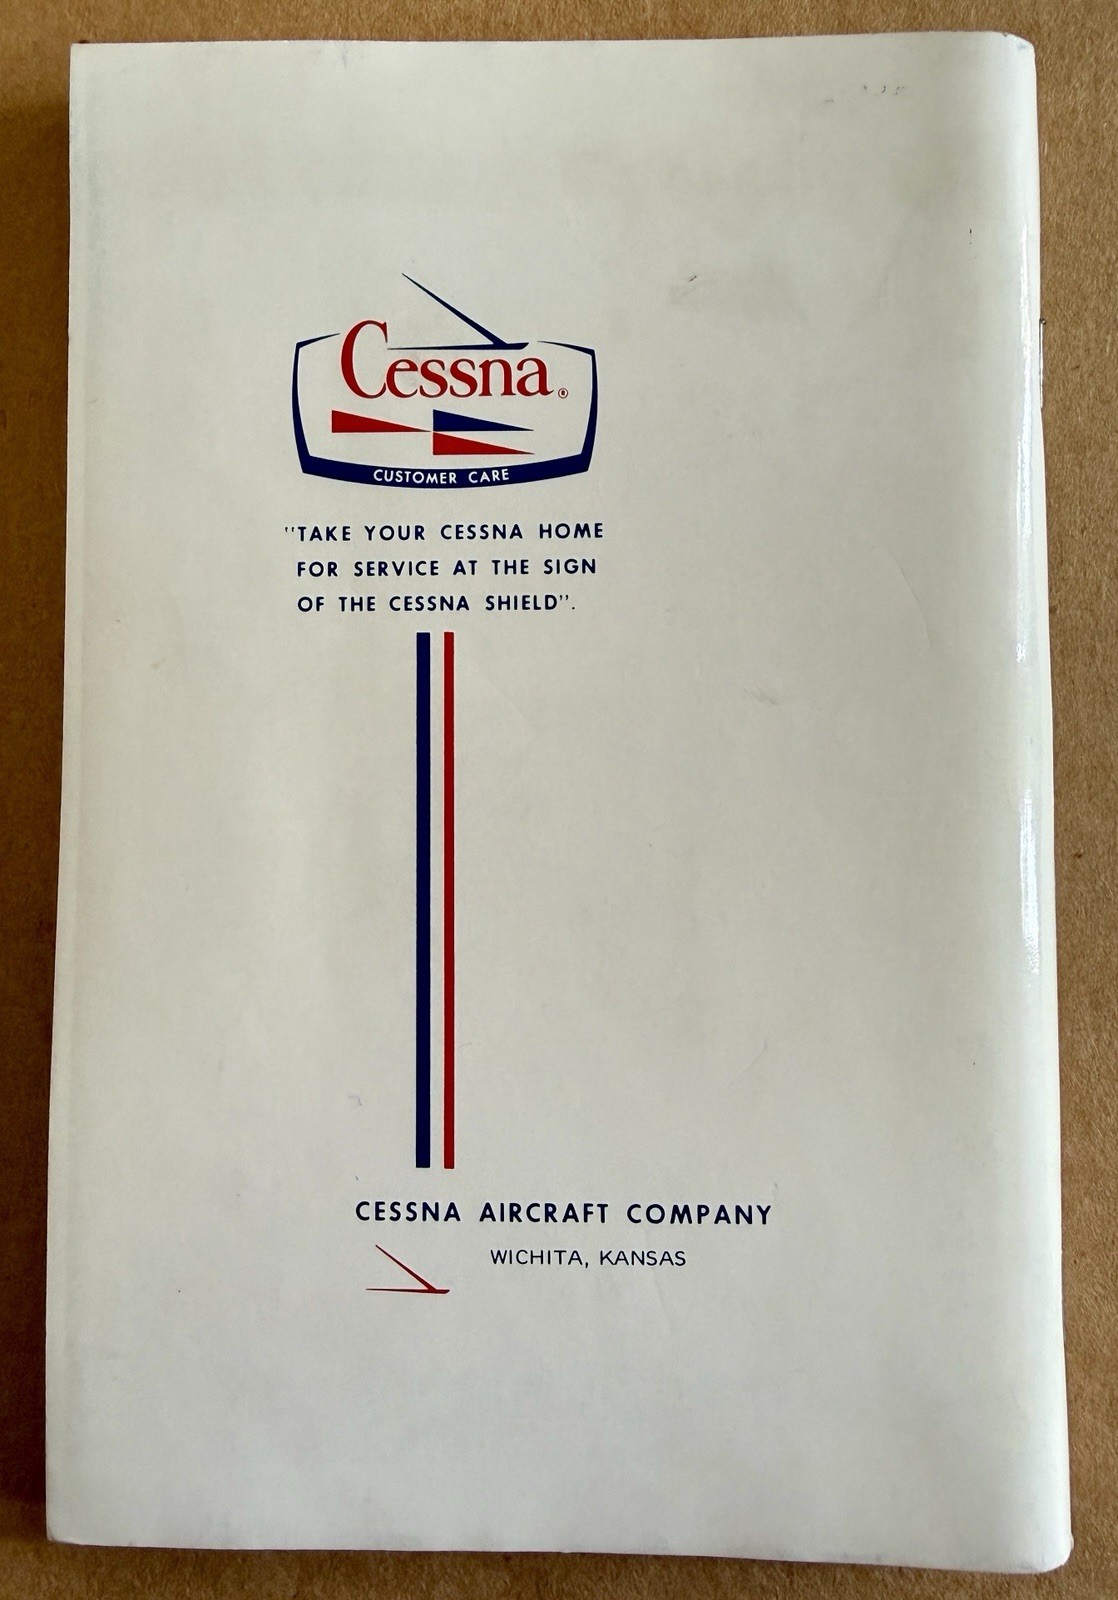 Cessna®
CUSTOMER CARE
"TAKE YOUR CESSNA HOME
FOR SERVICE AT THE SIGN
OF THE CESSNA SHIELD".
CESSNA AIRCRAFT COMPANY
WICHITA, KANSAS